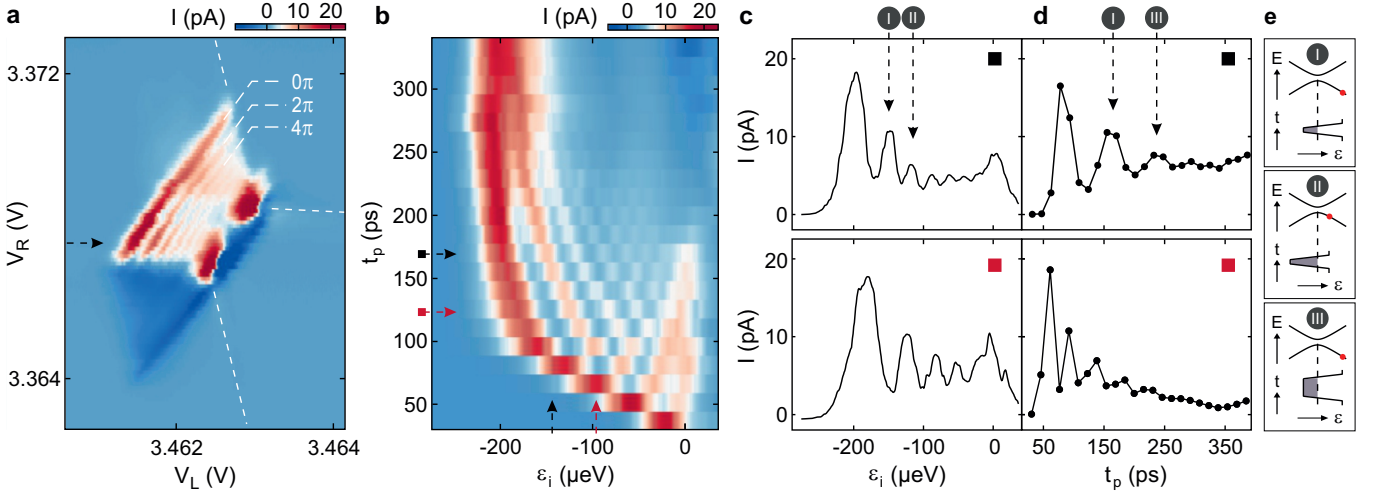 a
I (pA)
0 10 20
3.372
3.364
V_R (V)
0π
2π
4π
3.462 3.464
V_L (V)
b
I (pA)
0 10 20
300
250
200
150
100
50
t_p (ps)
-200 -100 0
ε_i (µeV)
c
I II
20
10
0
I (pA)
20
10
0
I (pA)
-200 -100 0
ε_i (µeV)
d
I III
50 150 250 350
t_p (ps)
e
I
E
t
ε
II
E
t
ε
III
E
t
ε